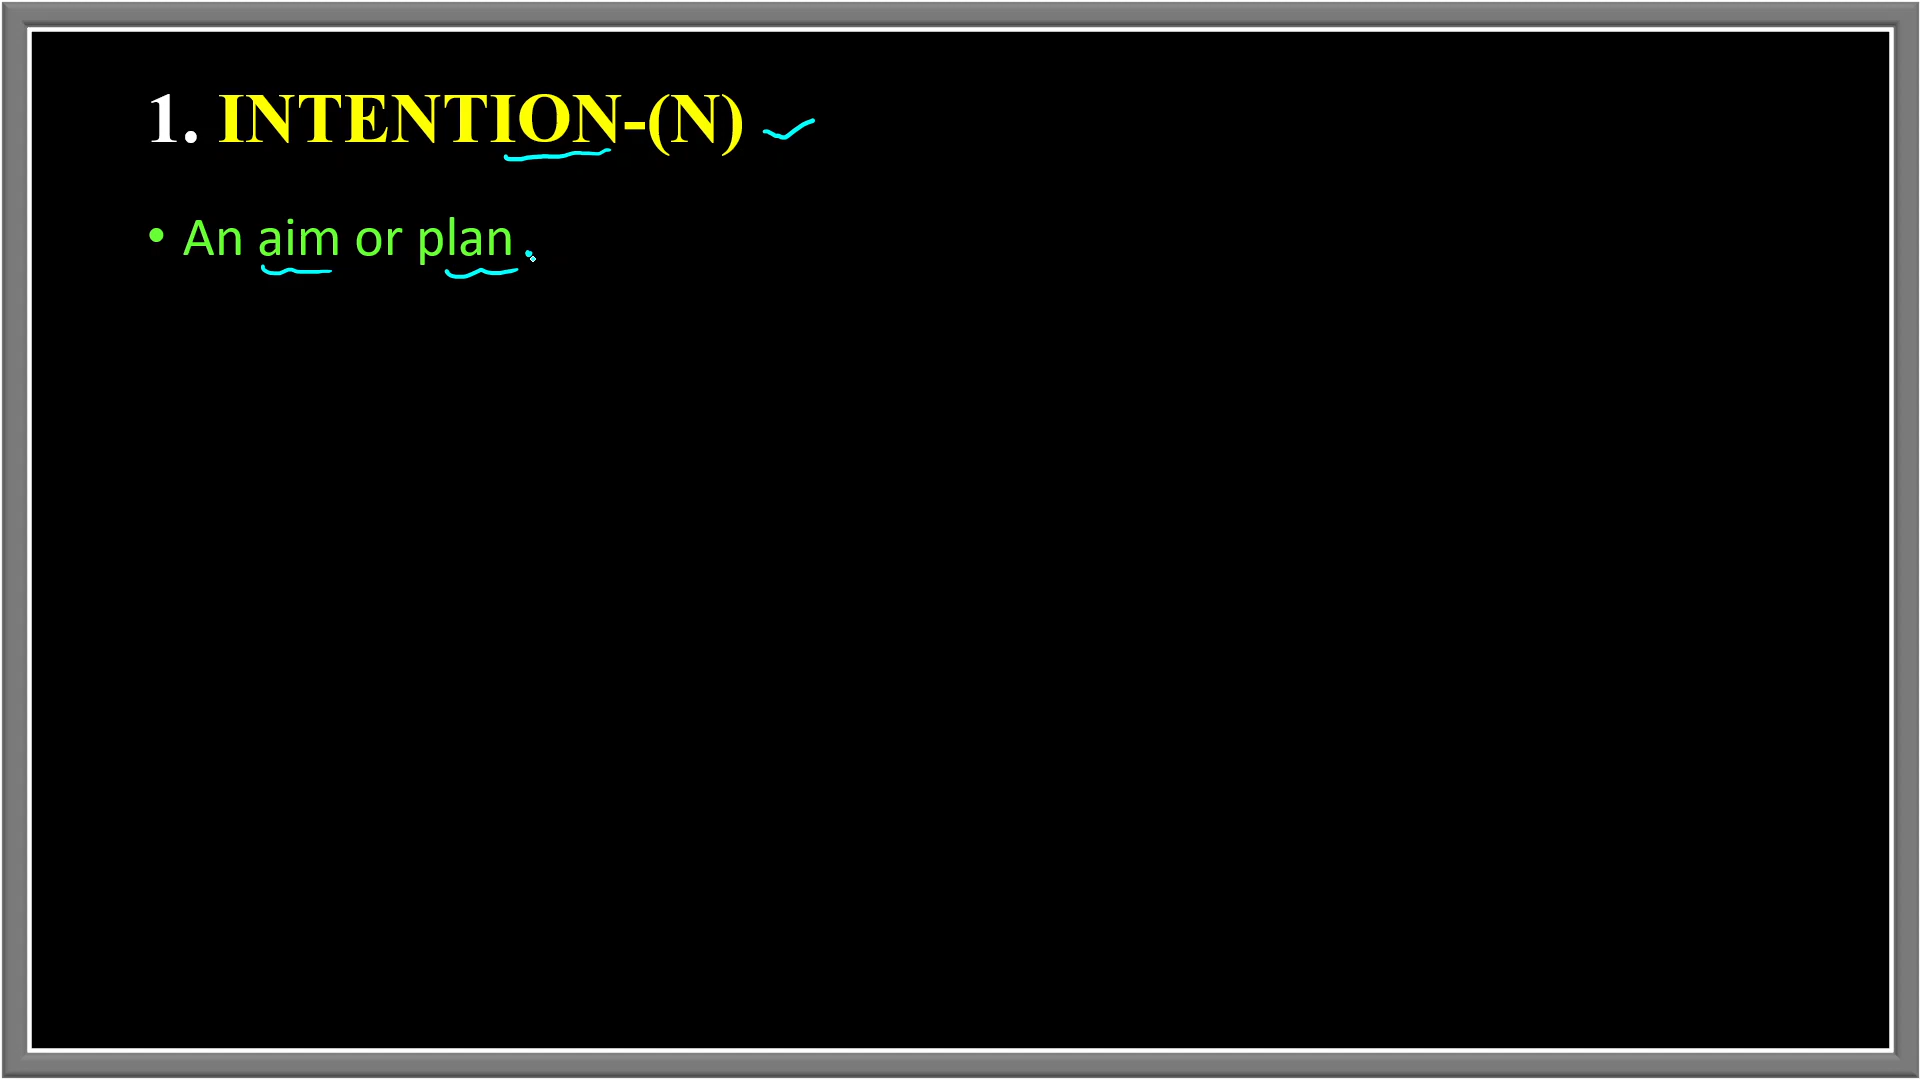 1. INTENTION-(N)
• An aim or plan